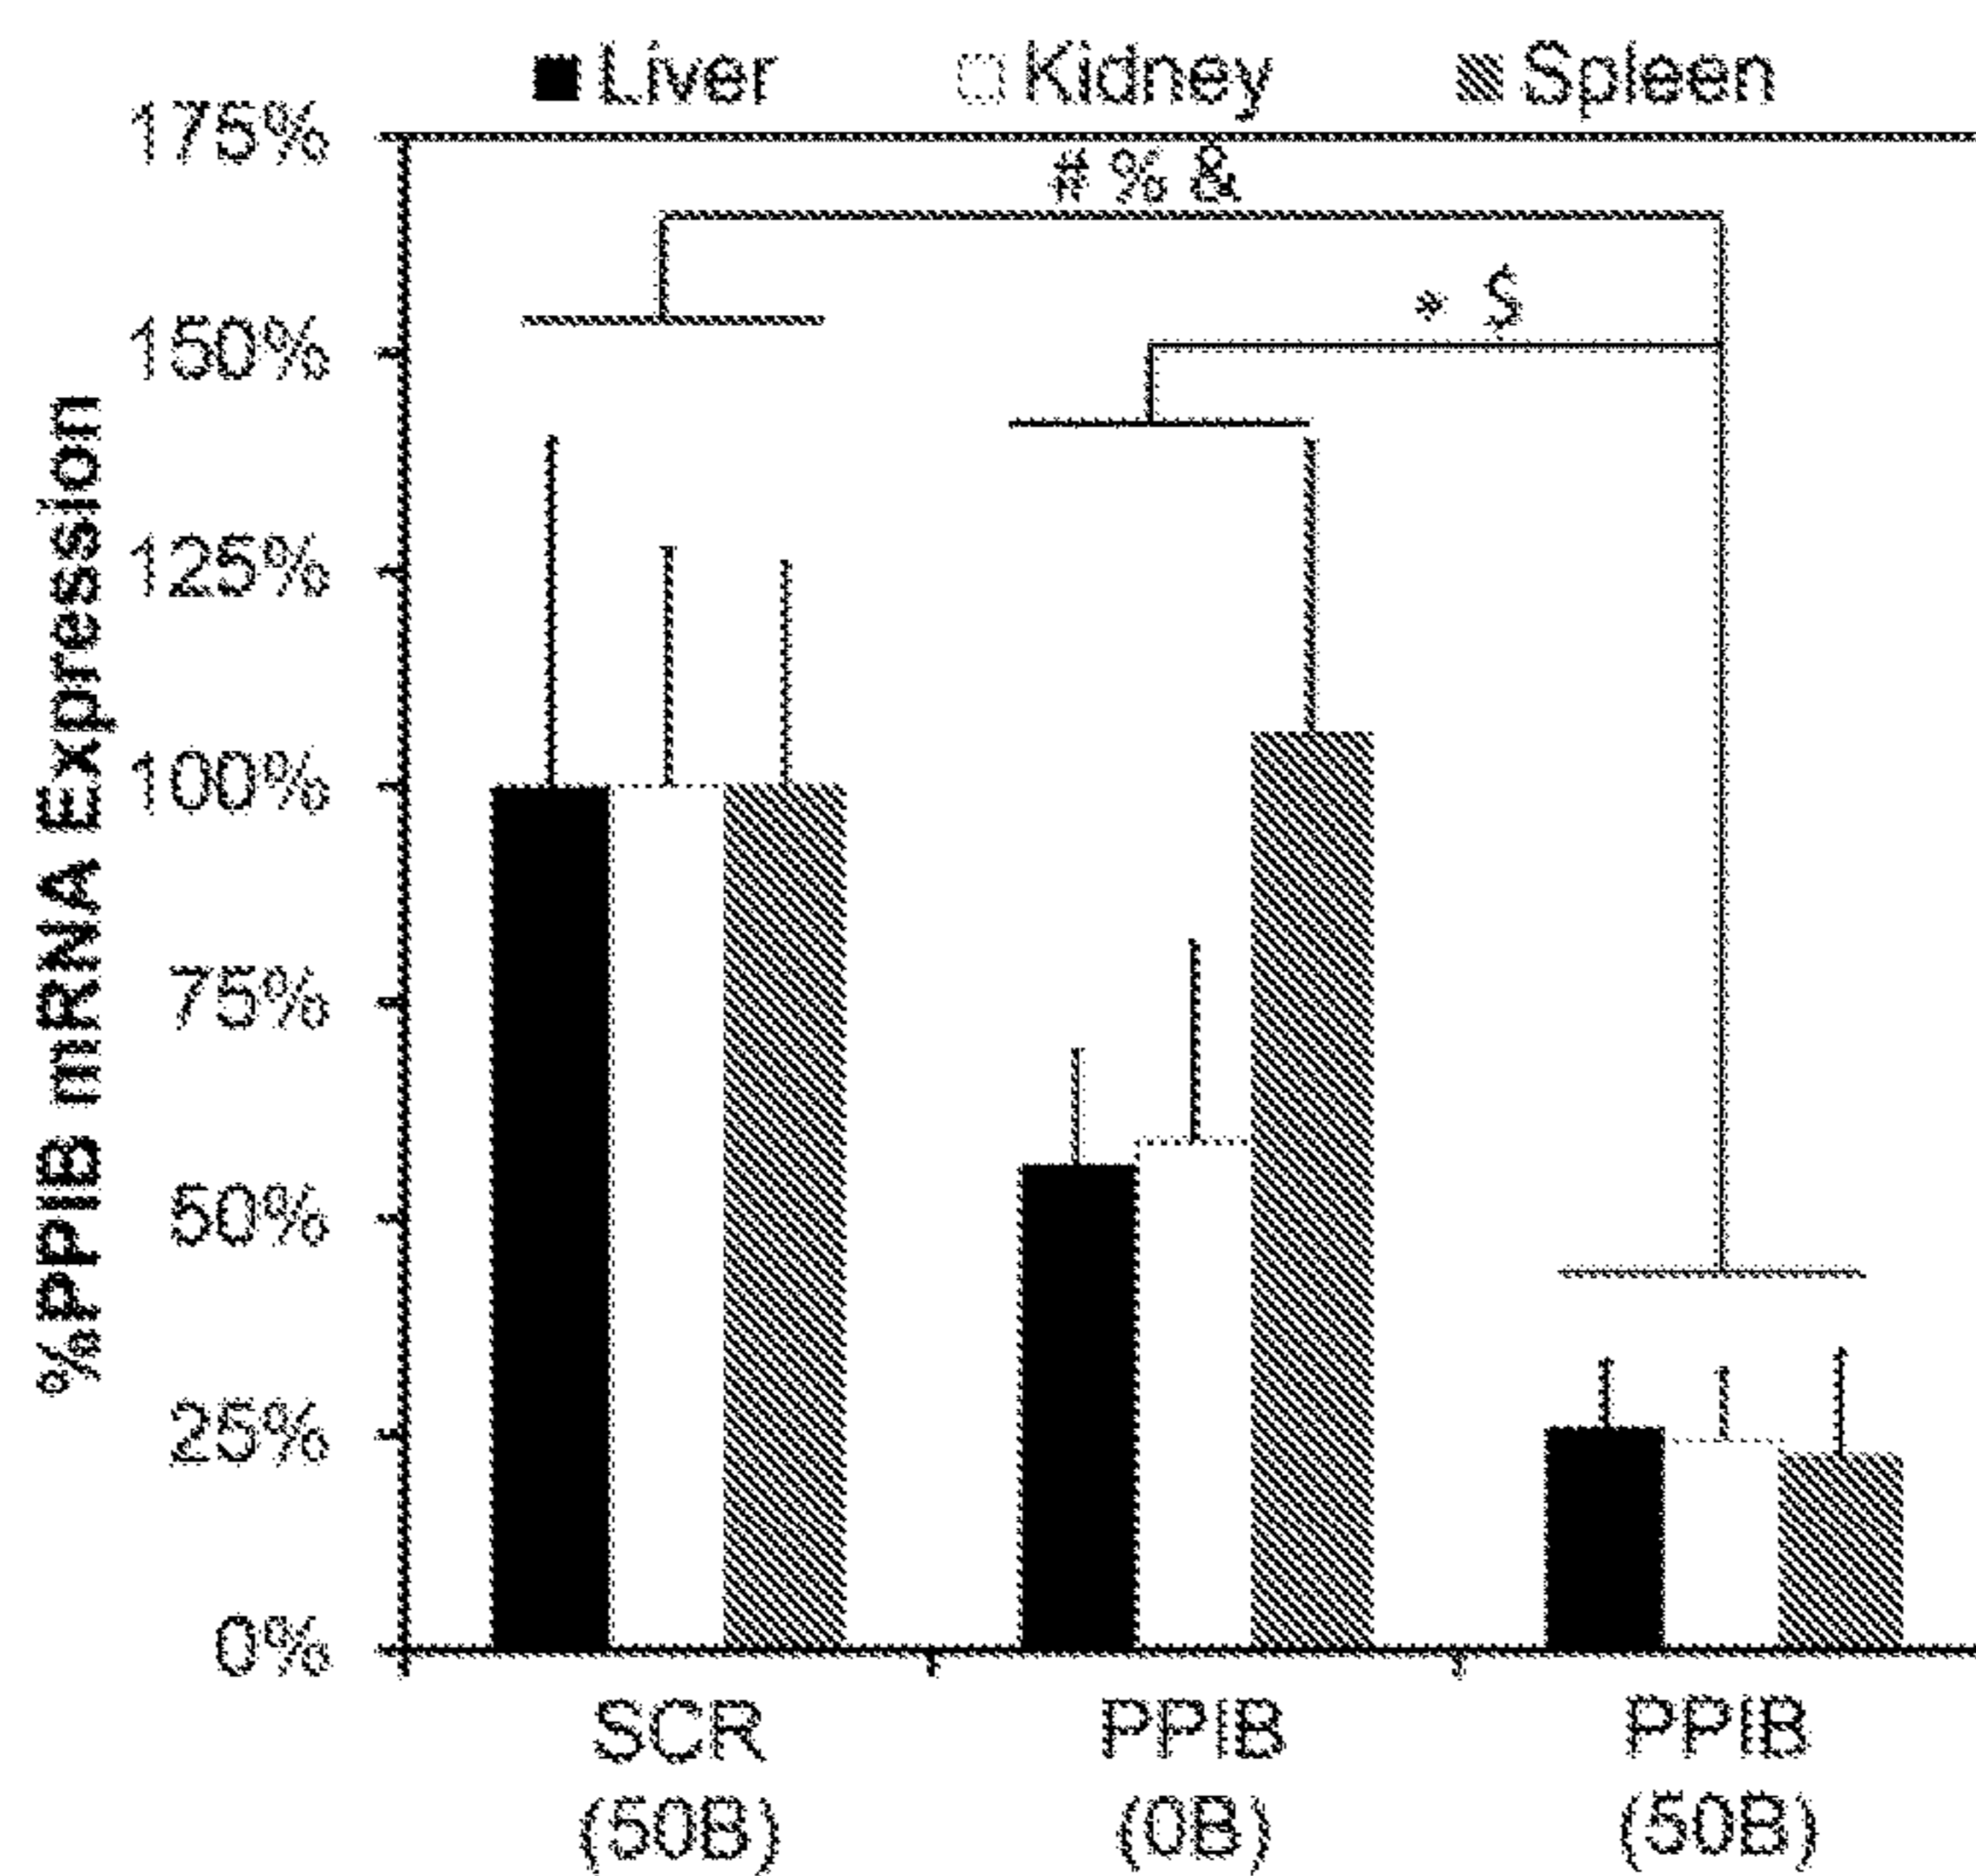 Liver Kidney Spleen
175%
# % &
150%
* $
125%
100%
75%
50%
25%
0%
%PPIB mRNA Expression
SCR
(50B)
PPIB
(0B)
PPIB
(50B)